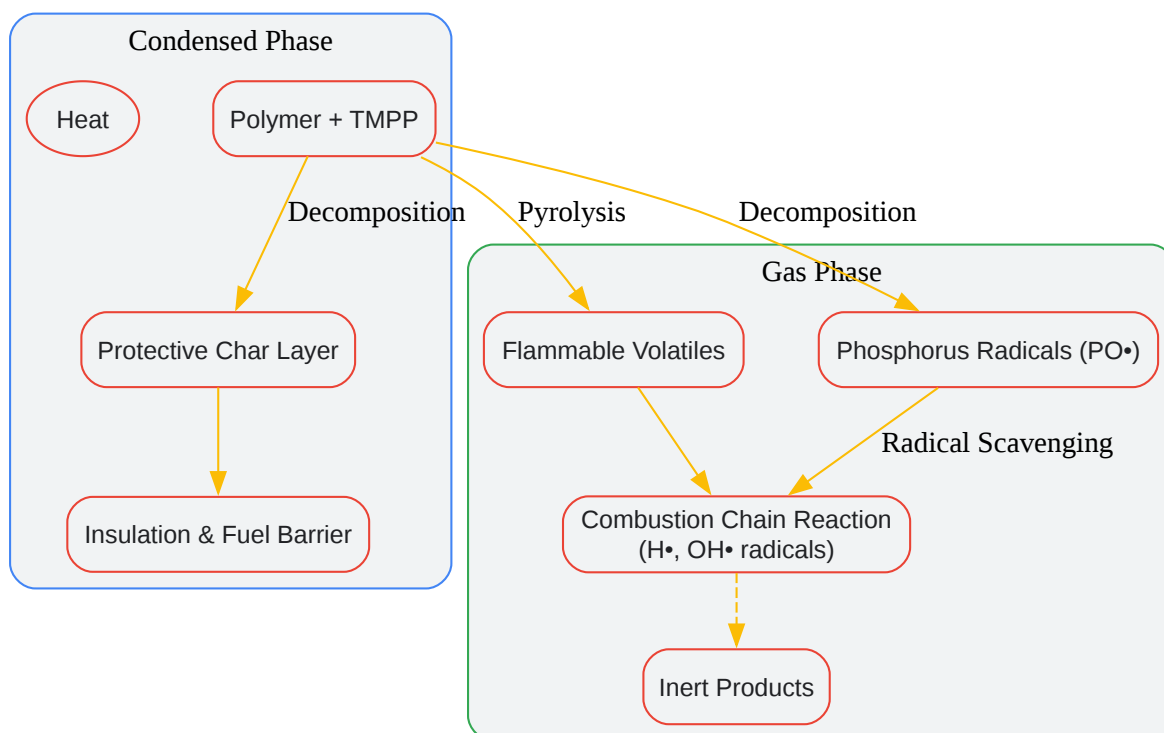 Condensed Phase
Heat
Polymer + TMPP
Decomposition
Pyrolysis
Decomposition
Gas Phase
Protective Char Layer
Flammable Volatiles
Phosphorus Radicals (PO•)
Radical Scavenging
Insulation & Fuel Barrier
Combustion Chain Reaction
(H•, OH• radicals)
Inert Products